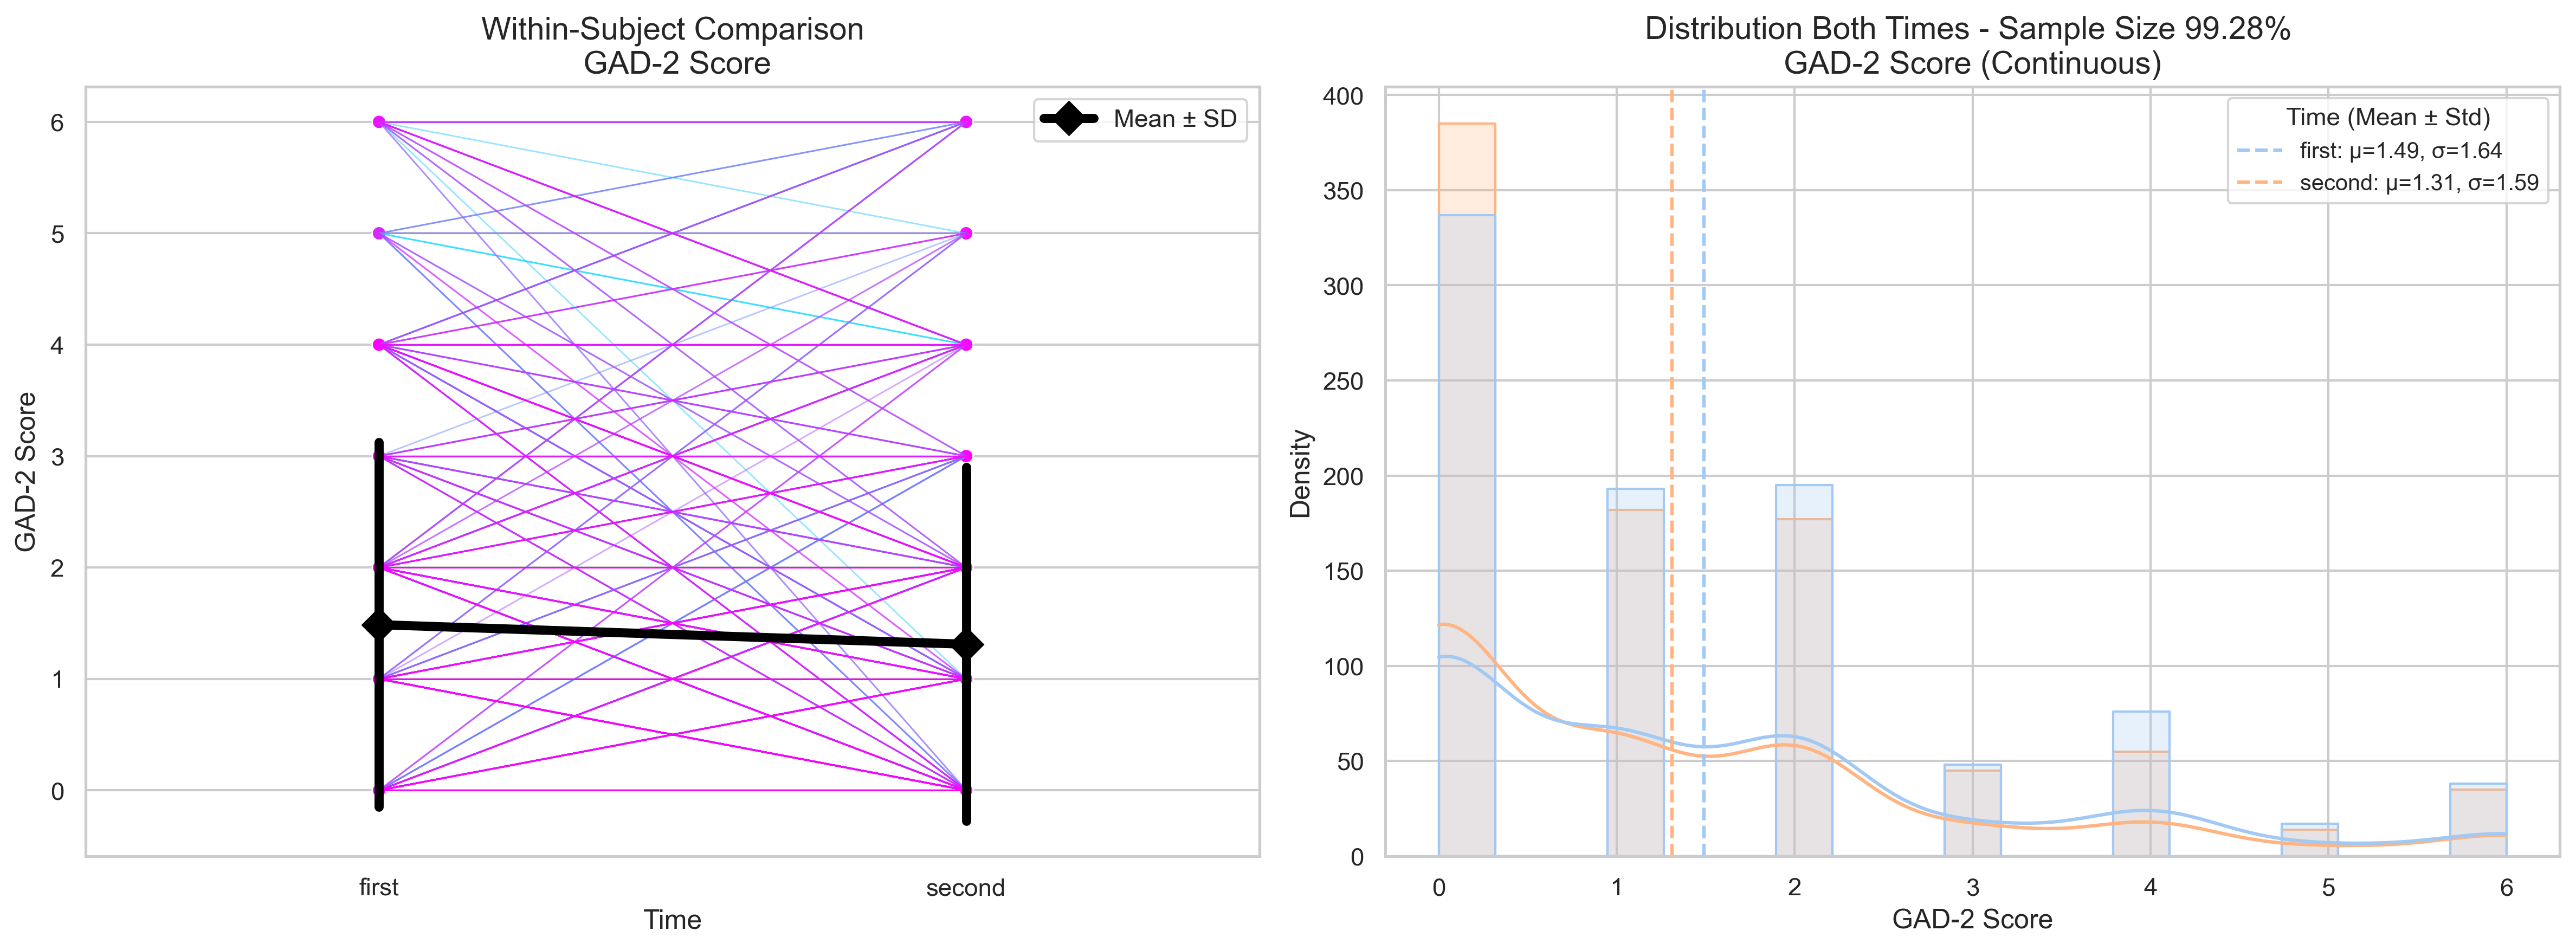 Within-Subject Comparison
GAD-2 Score
Mean ± SD
6
5
4
3
2
1
0
GAD-2 Score
first
second
Time
Distribution Both Times - Sample Size 99.28%
GAD-2 Score (Continuous)
Time (Mean ± Std)
first: μ=1.49, σ=1.64
second: μ=1.31, σ=1.59
400
350
300
250
200
150
100
50
0
Density
0
1
2
3
4
5
6
GAD-2 Score